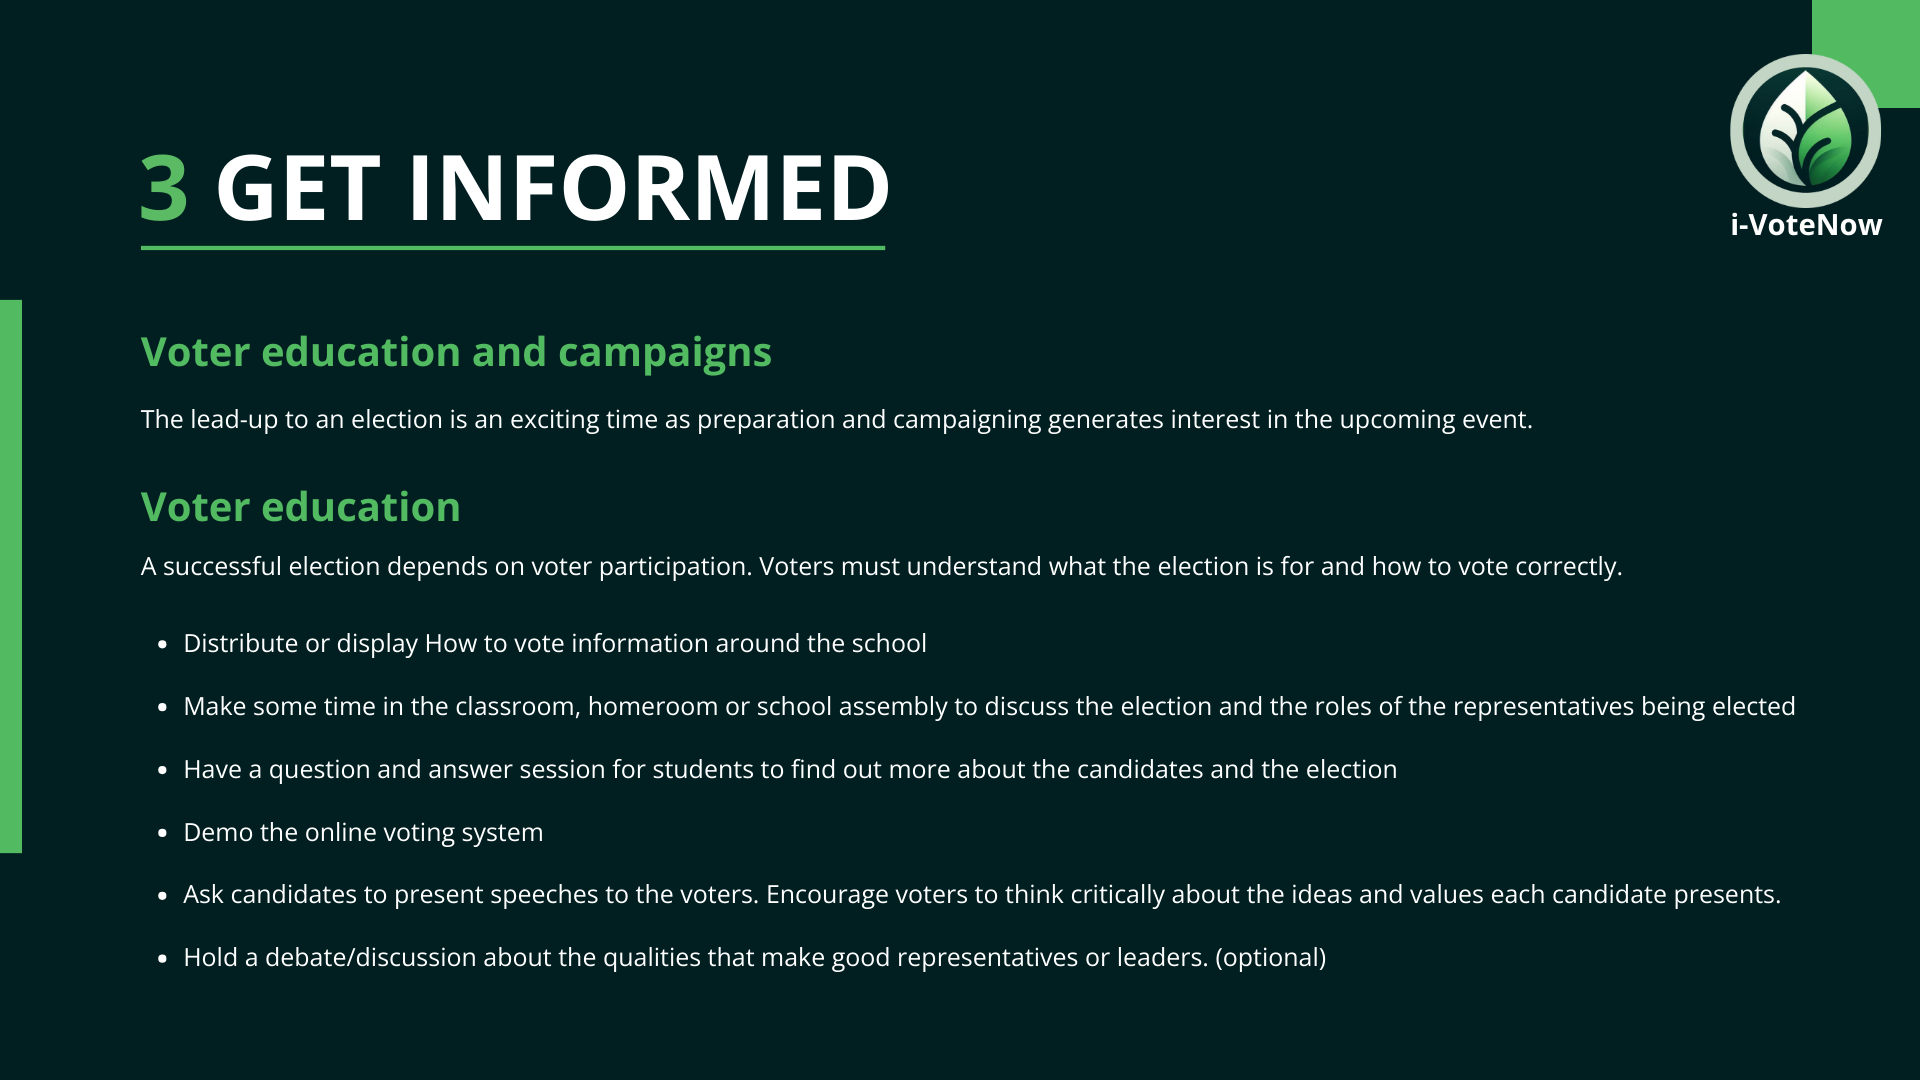 3 GET INFORMED
i-VoteNow
Voter education and campaigns
The lead-up to an election is an exciting time as preparation and campaigning generates interest in the upcoming event.
Voter education
A successful election depends on voter participation. Voters must understand what the election is for and how to vote correctly.
• Distribute or display How to vote information around the school
• Make some time in the classroom, homeroom or school assembly to discuss the election and the roles of the representatives being elected
• Have a question and answer session for students to find out more about the candidates and the election
• Demo the online voting system
• Ask candidates to present speeches to the voters. Encourage voters to think critically about the ideas and values each candidate presents.
• Hold a debate/discussion about the qualities that make good representatives or leaders. (optional)